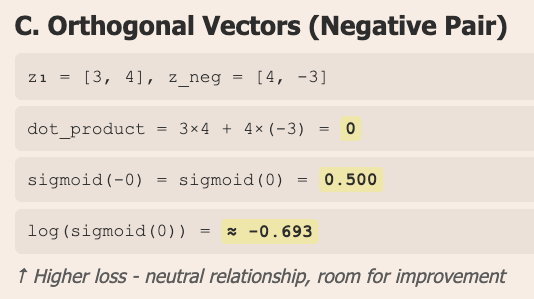 C. Orthogonal Vectors (Negative Pair)
z₁ = [3, 4], z_neg = [4, -3]
dot_product = 3×4 + 4×(-3) = 0
sigmoid(-0) = sigmoid(0) = 0.500
log(sigmoid(0)) = ≈ -0.693
↑ Higher loss - neutral relationship, room for improvement